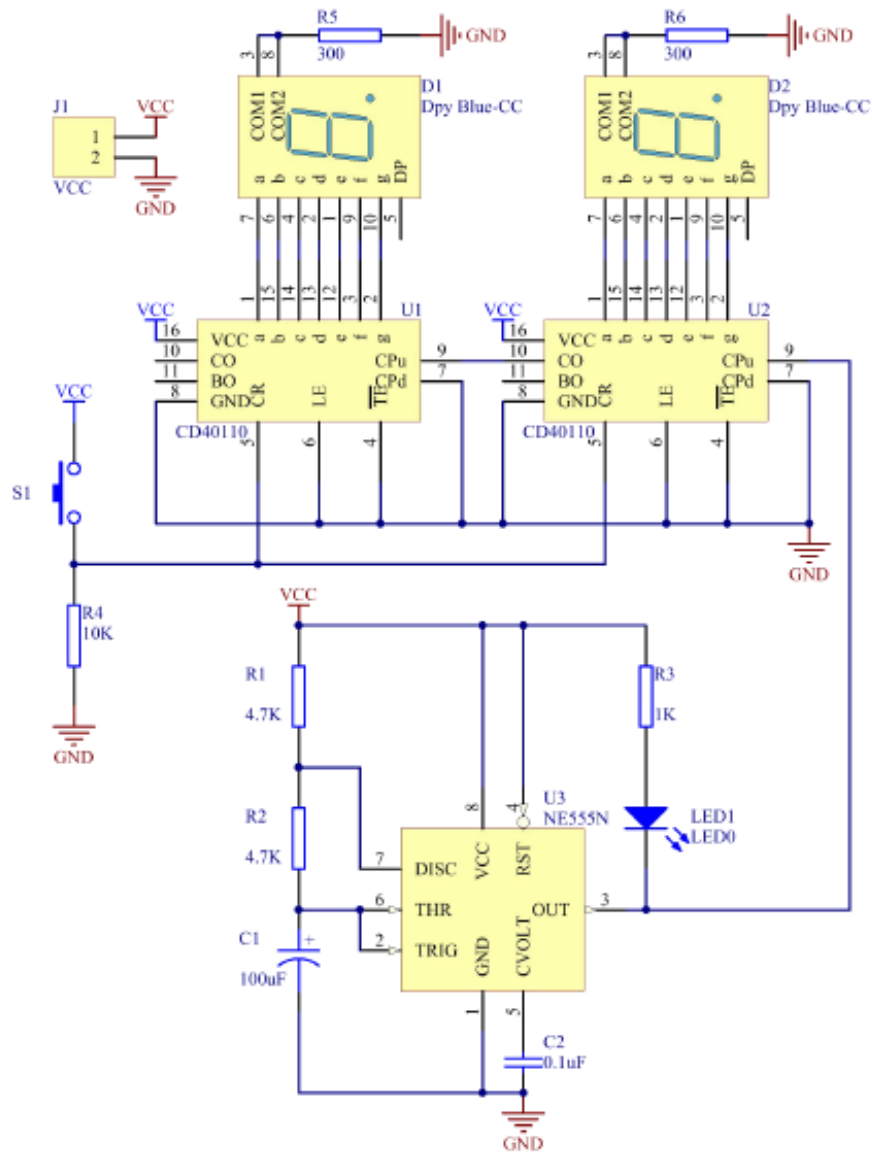 R5
300
GND
R6
300
GND
3
8
COM1
COM2
D1
Dpy Blue-CC
a
b
c
d
e
f
g
DP
7
6
4
2
1
9
10
5
3
8
COM1
COM2
D2
Dpy Blue-CC
a
b
c
d
e
f
g
DP
7
6
4
2
1
9
10
5
J1
VCC
1
2
VCC
GND
1
15
14
13
12
3
2
U1
VCC
16
10
11
8
VCC
CO
BO
GND
a
b
c
d
e
f
g
CPu
CPd
9
7
CR
LE
TE
CD40110
5
6
4
1
15
14
13
12
3
2
U2
VCC
16
10
11
8
VCC
CO
BO
GND
a
b
c
d
e
f
g
CPu
CPd
9
7
CR
LE
TE
CD40110
5
6
4
VCC
S1
GND
R4
10K
GND
VCC
R1
4.7K
R2
4.7K
R3
1K
8
4
U3
NE555N
LED1
LED0
7
6
2
DISC
THR
TRIG
VCC
RST
OUT
3
GND
CVOLT
C1
+
100uF
1
5
C2
0.1uF
GND